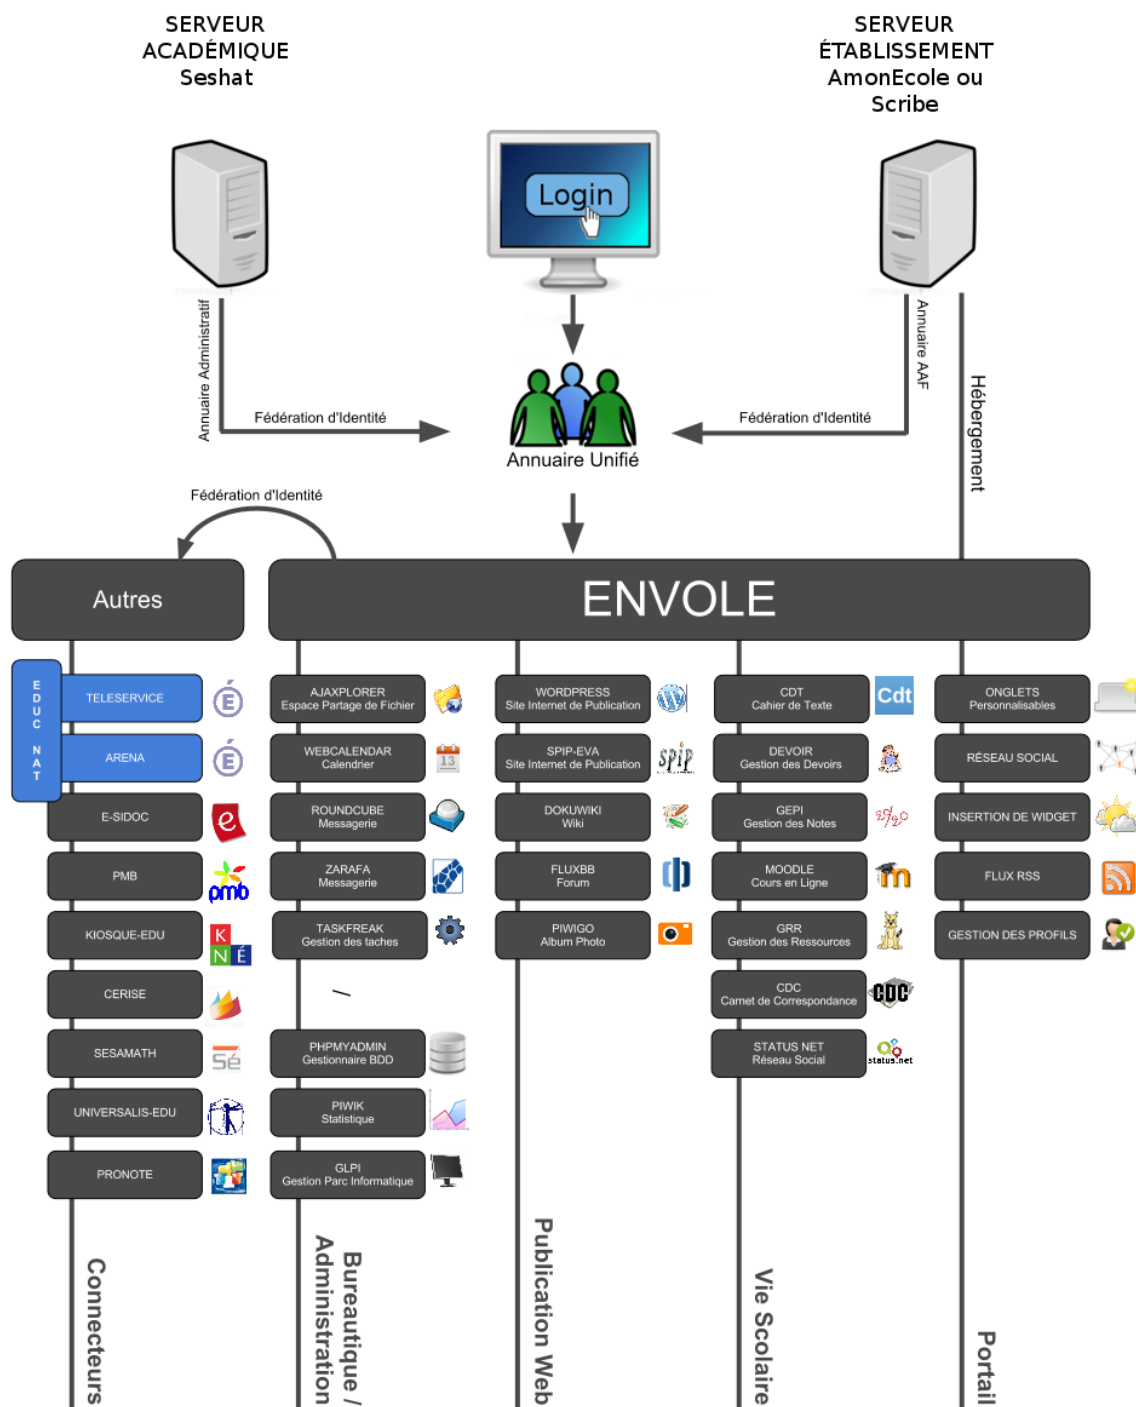 SERVEUR
ACADÉMIQUE
Seshat
SERVEUR
ÉTABLISSEMENT
AmonEcole ou
Scribe
Login
Annuaire Administratif
Fédération d'Identité
Annuaire AAF
Fédération d'Identité
Hébergement
Annuaire Unifié
Fédération d'Identité
Autres
ENVOLE
EDUC NAT
TELESERVICE
ARENA
E-SIDOC
PMB
pmb
KIOSQUE-EDU
K
N É
CERISE
SESAMATH
Sé
UNIVERSALIS-EDU
PRONOTE
Connecteurs
AJAXPLORER
Espace Partage de Fichier
WEBCALENDAR
Calendrier
13
ROUNDCUBE
Messagerie
ZARAFA
Messagerie
TASKFREAK
Gestion des taches
PHPMYADMIN
Gestionnaire BDD
PIWIK
Statistique
GLPI
Gestion Parc Informatique
Bureautique /
Administration
WORDPRESS
Site Internet de Publication
SPIP-EVA
Site Internet de Publication
spip
DOKUWIKI
Wiki
FLUXBB
Forum
PIWIGO
Album Photo
Publication Web
CDT
Cahier de Texte
Cdt
DEVOIR
Gestion des Devoirs
GEPI
Gestion des Notes
MOODLE
Cours en Ligne
m
GRR
Gestion des Ressources
CDC
Carnet de Correspondance
CDC
STATUS NET
Réseau Social
status.net
Vie Scolaire
ONGLETS
Personnalisables
RÉSEAU SOCIAL
INSERTION DE WIDGET
FLUX RSS
GESTION DES PROFILS
Portail